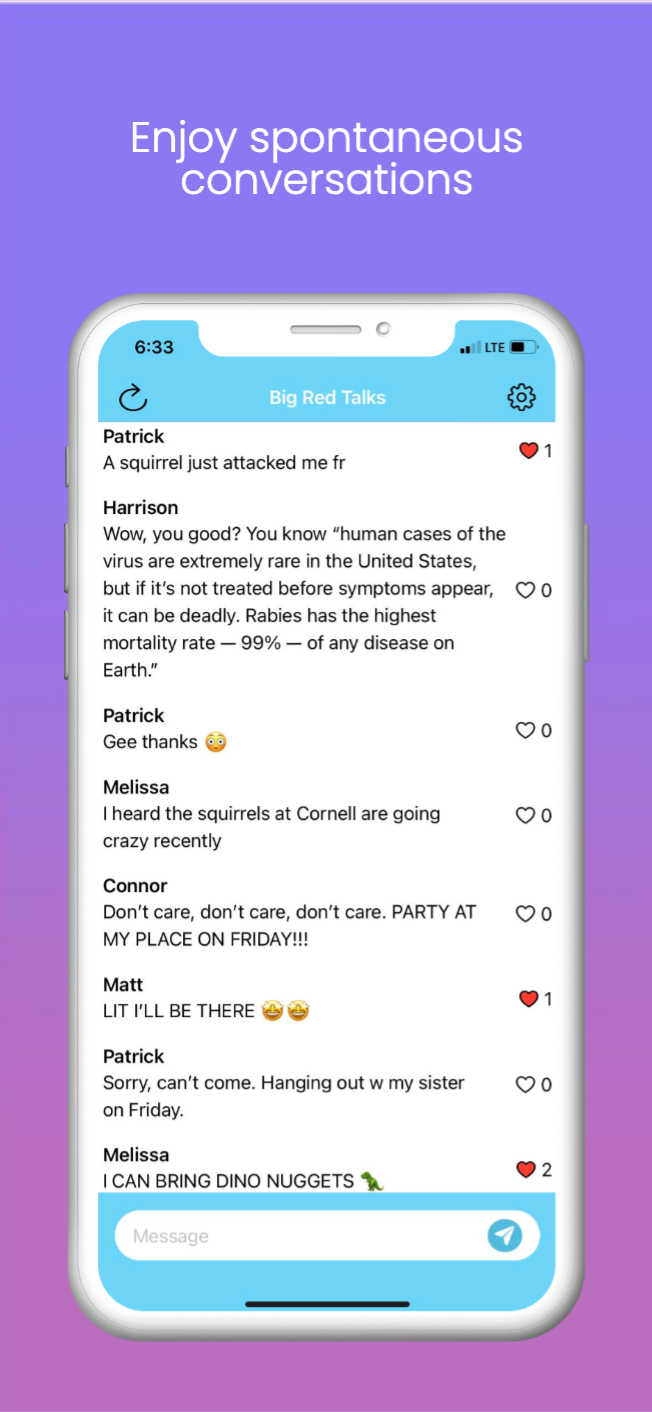 Enjoy spontaneous
conversations
6:33
LTE
Big Red Talks
Patrick
A squirrel just attacked me fr
1
Harrison
Wow, you good? You know “human cases of the
virus are extremely rare in the United States,
but if it’s not treated before symptoms appear,
it can be deadly. Rabies has the highest
mortality rate — 99% — of any disease on
Earth.”
0
Patrick
Gee thanks 😳
0
Melissa
I heard the squirrels at Cornell are going
crazy recently
0
Connor
Don’t care, don’t care, don’t care. PARTY AT
MY PLACE ON FRIDAY!!!
0
Matt
LIT I’LL BE THERE 🤩🤩
1
Patrick
Sorry, can’t come. Hanging out w my sister
on Friday.
0
Melissa
I CAN BRING DINO NUGGETS 🦖
2
Message